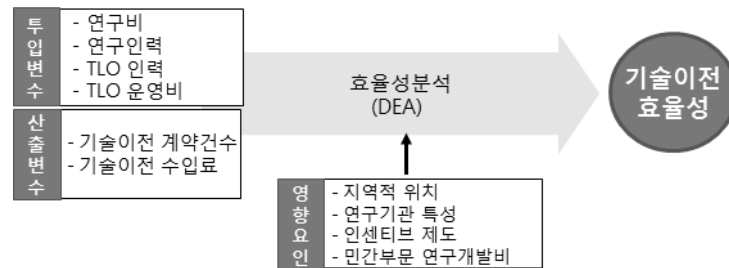 투입변수
- 연구비
- 연구인력
- TLO 인력
- TLO 운영비
산출변수
- 기술이전 계약건수
- 기술이전 수입료
효율성분석
(DEA)
기술이전
효율성
영향요인
- 지역적 위치
- 연구기관 특성
- 인센티브 제도
- 민간부문 연구개발비